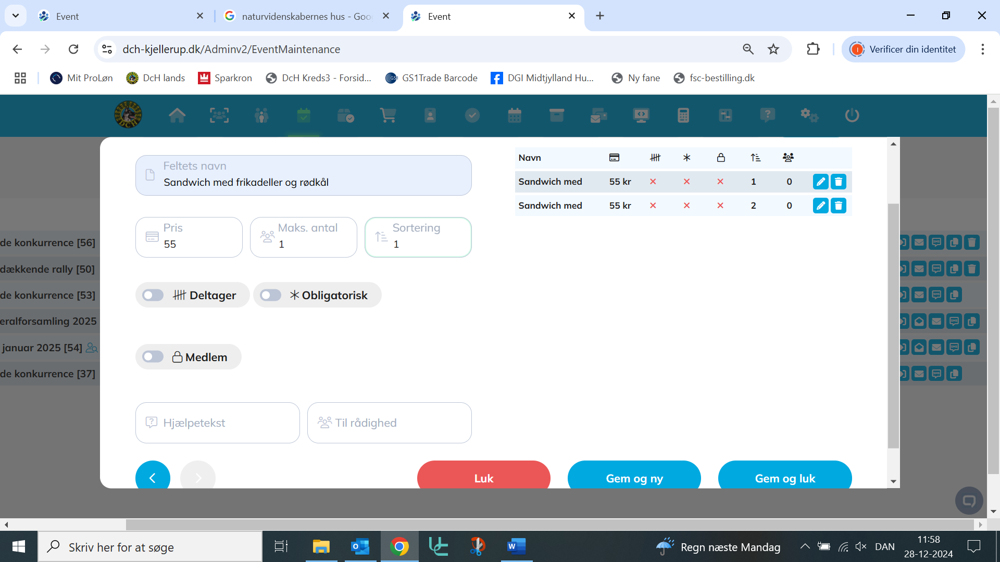 Event
naturvidenskabernes hus - Goo
Event
dch-kjellerup.dk/Adminv2/EventMaintenance
Verificer din identitet
Mit ProLøn
DcH lands
Sparkron
DcH Kreds3 - Forsid...
GS1Trade Barcode
DGI Midtjylland Hu...
Ny fane
fsc-bestilling.dk
Feltets navn
Sandwich med frikadeller og rødkål
Pris
55
Maks. antal
1
Sortering
1
Deltager
Obligatorisk
Medlem
Hjælpetekst
Til rådighed
Navn
Sandwich med 55 kr 1 0
Sandwich med 55 kr 2 0
de konkurrence [56]
dækkende rally [50]
de konkurrence [53]
eralforsamling 2025
januar 2025 [54]
de konkurrence [37]
Luk
Gem og ny
Gem og luk
Skriv her for at søge
Regn næste Mandag
DAN
11:58
28-12-2024